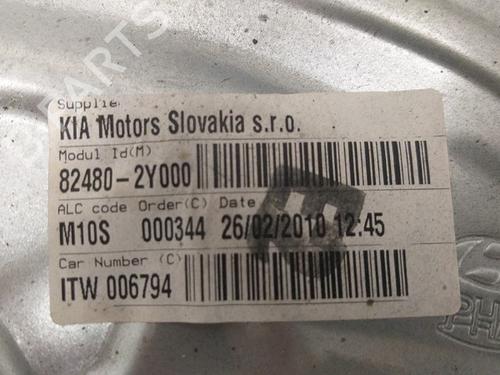 Supplier
KIA Motors Slovakia s.r.o.
Modul Id(M)
82480-2Y000
ALC code Order(C) Date
M10S 000344 26/02/2010 12:45
Car Number (C)
ITW 006794